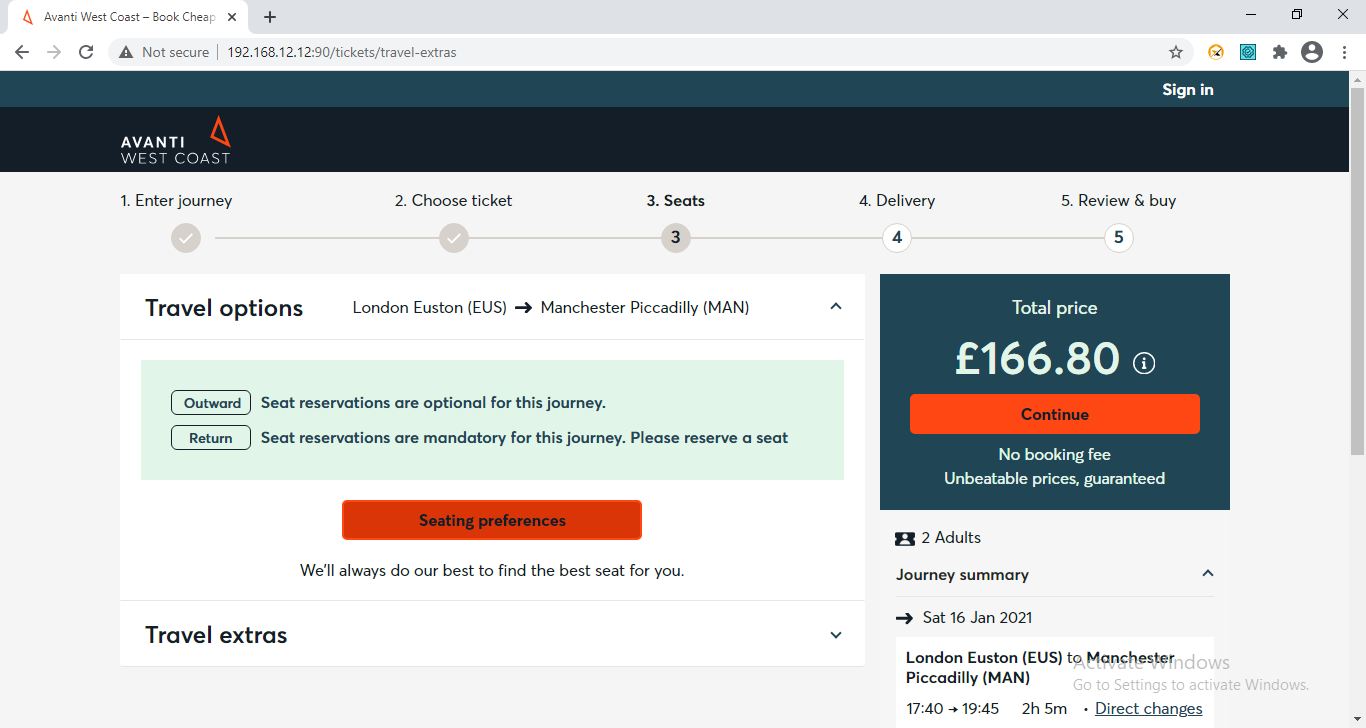 Avanti West Coast – Book Cheap
Not secure
192.168.12.12:90/tickets/travel-extras
Sign in
AVANTI
WEST COAST
1. Enter journey
2. Choose ticket
3. Seats
4. Delivery
5. Review & buy
3
4
5
Travel options
London Euston (EUS) → Manchester Piccadilly (MAN)
Outward Seat reservations are optional for this journey.
Return Seat reservations are mandatory for this journey. Please reserve a seat
Seating preferences
We'll always do our best to find the best seat for you.
Travel extras
Total price
£166.80
Continue
No booking fee
Unbeatable prices, guaranteed
2 Adults
Journey summary
→ Sat 16 Jan 2021
London Euston (EUS) to Manchester
Piccadilly (MAN)
17:40 → 19:45 2h 5m · Direct changes
Activate Windows
Go to Settings to activate Windows.